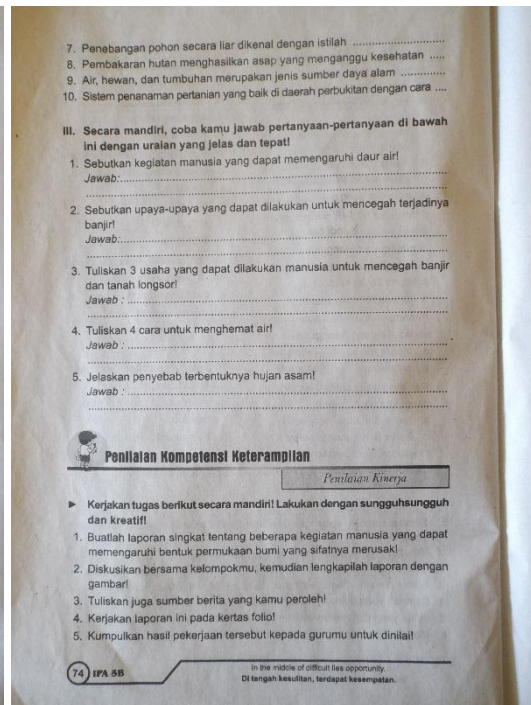 7. Penebangan pohon secara liar dikenal dengan istilah ............................
8. Pembakaran hutan menghasilkan asap yang menganggu kesehatan .....
9. Air, hewan, dan tumbuhan merupakan jenis sumber daya alam ..............
10. Sistem penanaman pertanian yang baik di daerah perbukitan dengan cara ....
III. Secara mandiri, coba kamu jawab pertanyaan-pertanyaan di bawah
ini dengan uraian yang jelas dan tepat!
1. Sebutkan kegiatan manusia yang dapat memengaruhi daur air!
Jawab:....................................................................................................
2. Sebutkan upaya-upaya yang dapat dilakukan untuk mencegah terjadinya
banjir!
Jawab:....................................................................................................
3. Tuliskan 3 usaha yang dapat dilakukan manusia untuk mencegah banjir
dan tanah longsor!
Jawab : ..................................................................................................
4. Tuliskan 4 cara untuk menghemat air!
Jawab : ..................................................................................................
5. Jelaskan penyebab terbentuknya hujan asam!
Jawab : ..................................................................................................
Penilaian Kompetensi Keterampilan
Penilaian Kinerja
► Kerjakan tugas berikut secara mandiri! Lakukan dengan sungguhsungguh
dan kreatif!
1. Buatlah laporan singkat tentang beberapa kegiatan manusia yang dapat
memengaruhi bentuk permukaan bumi yang sifatnya merusak!
2. Diskusikan bersama kelompokmu, kemudian lengkapilah laporan dengan
gambar!
3. Tuliskan juga sumber berita yang kamu peroleh!
4. Kerjakan laporan ini pada kertas folio!
5. Kumpulkan hasil pekerjaan tersebut kepada gurumu untuk dinilai!
74 IPA 5B
In the middle of difficult lies opportunity.
Di tengah kesulitan, terdapat kesempatan.